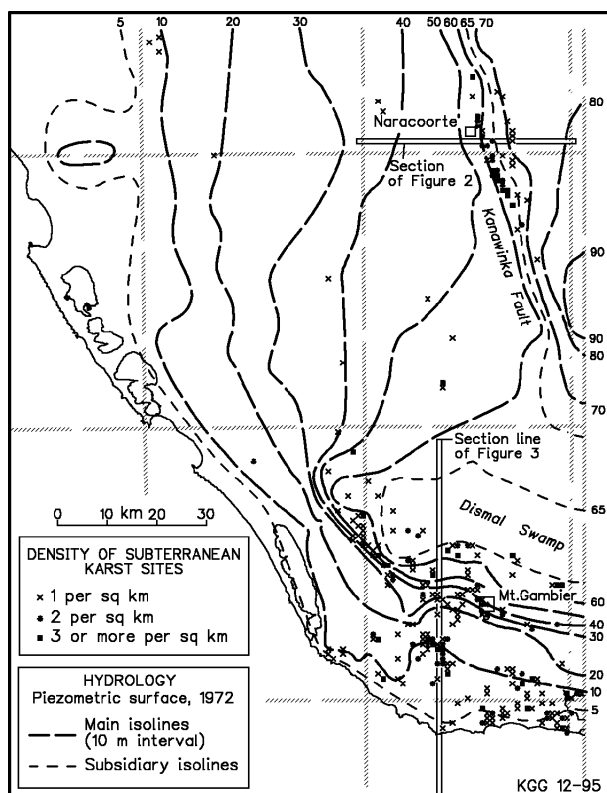 5 10 20 30 40 50 60 65 70
80
Naracoorte
Section
of Figure 2
Kanawinka Fault
90
90
80
70
Section line
of Figure 3
65
Dismal Swamp
0 10 20 30
km
DENSITY OF SUBTERRANEAN
KARST SITES
1 per sq km
2 per sq km
3 or more per sq km
Mt.Gambier
60
40
30
20
10
5
HYDROLOGY
Piezometric surface, 1972
Main isolines
(10 m interval)
Subsidiary isolines
KGG 12-95